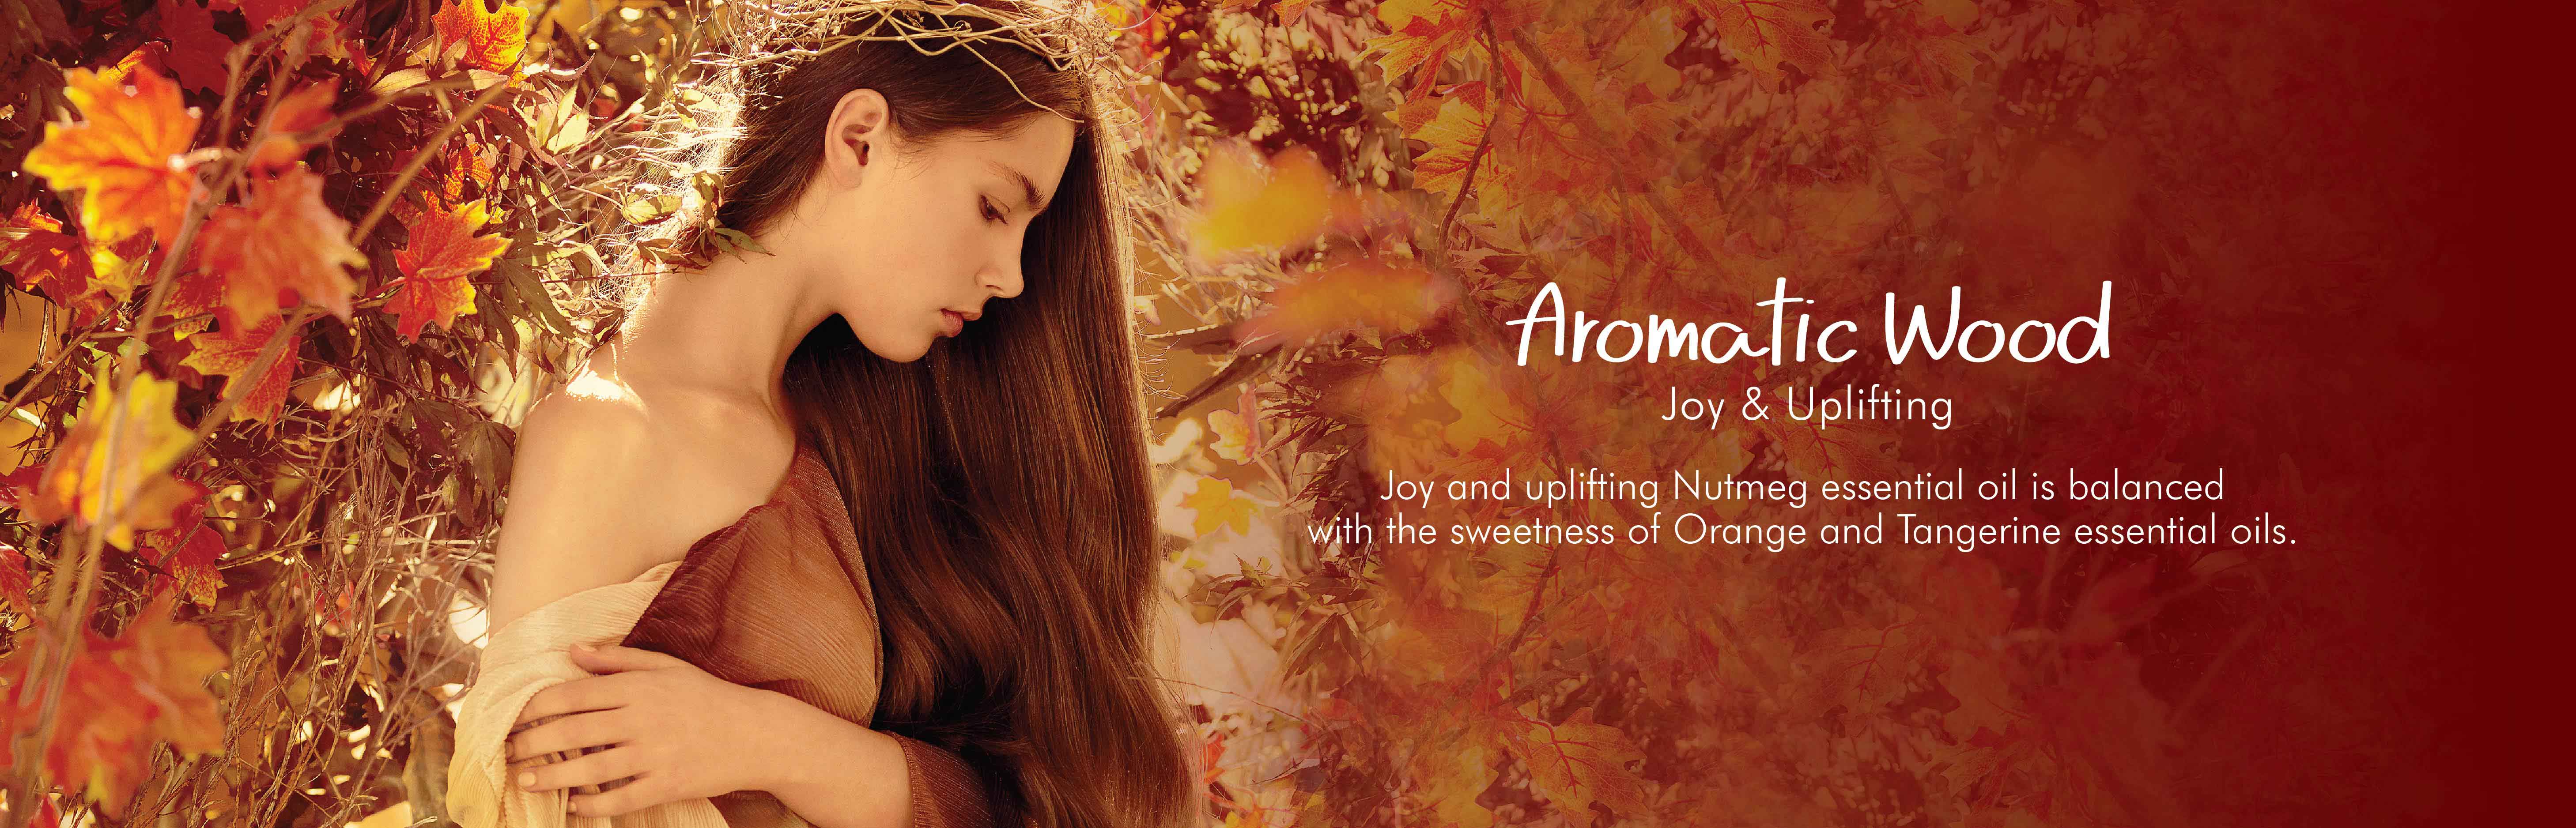 Aromatic Wood
Joy & Uplifting
Joy and uplifting Nutmeg essential oil is balanced
with the sweetness of Orange and Tangerine essential oils.